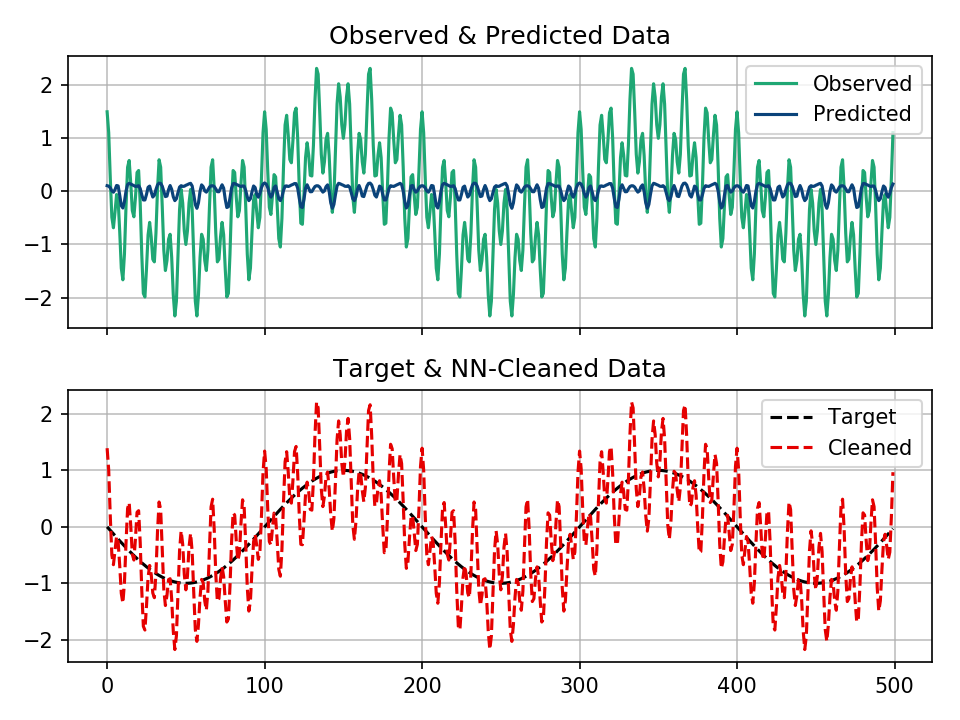 Observed & Predicted Data
2
1
0
−1
−2
Observed
Predicted
Target & NN-Cleaned Data
2
1
0
−1
−2
Target
Cleaned
0 100 200 300 400 500